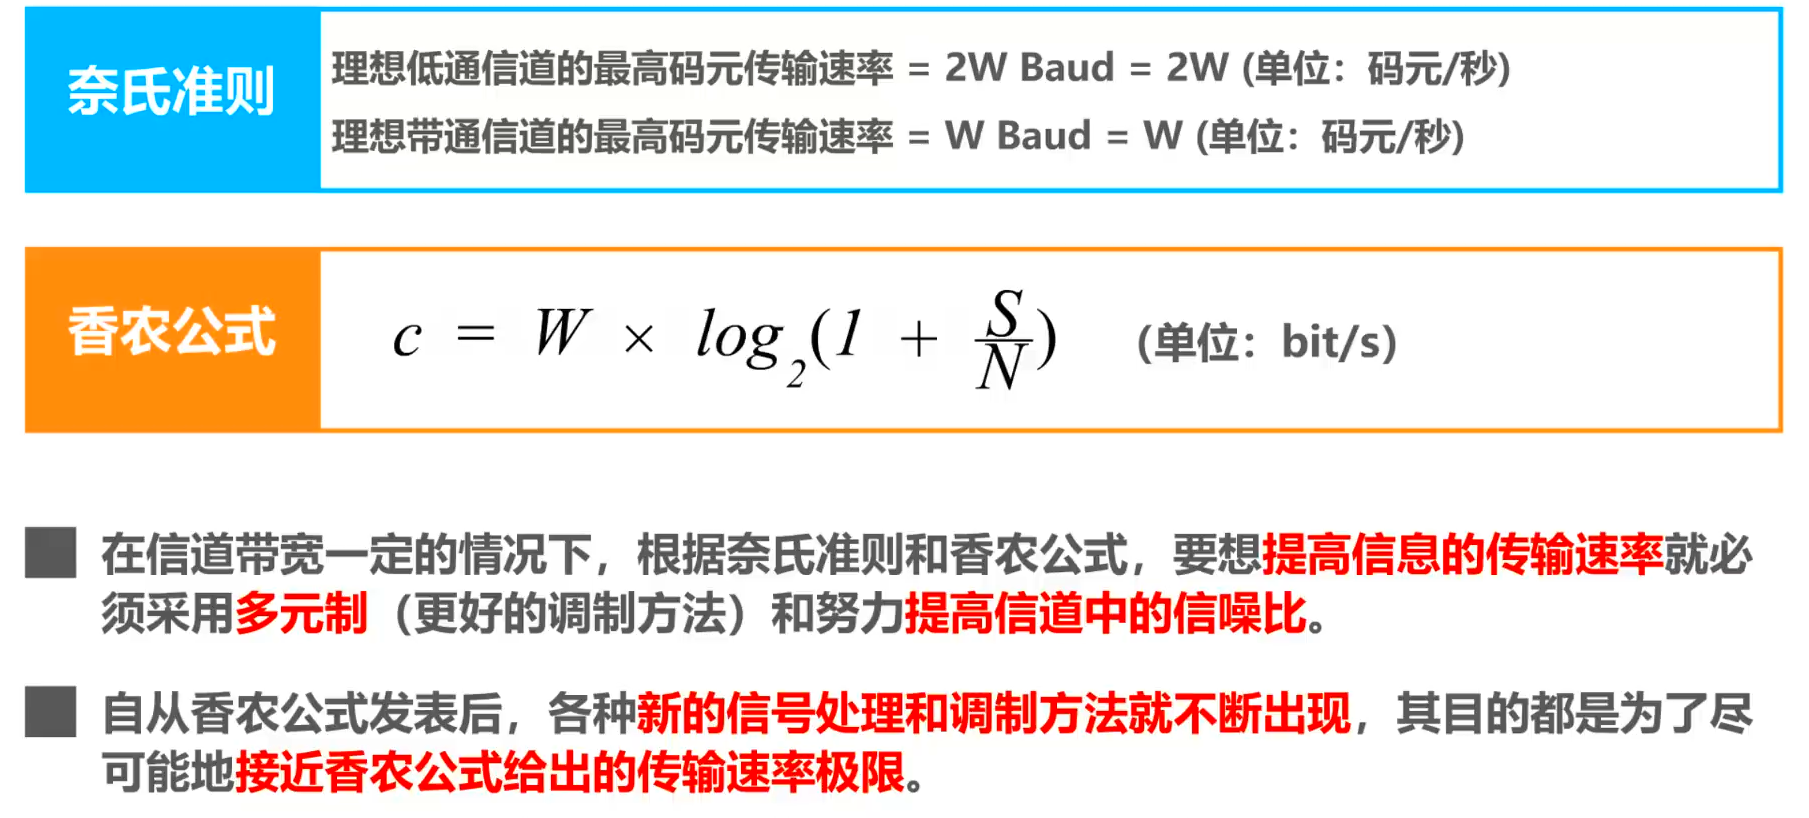 奈氏准则
理想低通信道的最高码元传输速率 = 2W Baud = 2W (单位：码元/秒)
理想带通信道的最高码元传输速率 = W Baud = W (单位：码元/秒)
香农公式
c = W × log₂(1 + S/N) (单位：bit/s)
在信道带宽一定的情况下，根据奈氏准则和香农公式，要想提高信息的传输速率就必
须采用多元制（更好的调制方法）和努力提高信道中的信噪比。
自从香农公式发表后，各种新的信号处理和调制方法就不断出现，其目的都是为了尽
可能地接近香农公式给出的传输速率极限。